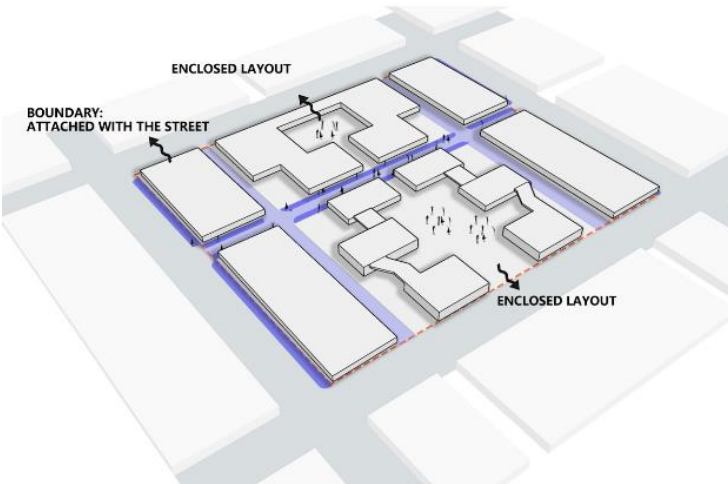 ENCLOSED LAYOUT
BOUNDARY:
ATTACHED WITH THE STREET
ENCLOSED LAYOUT